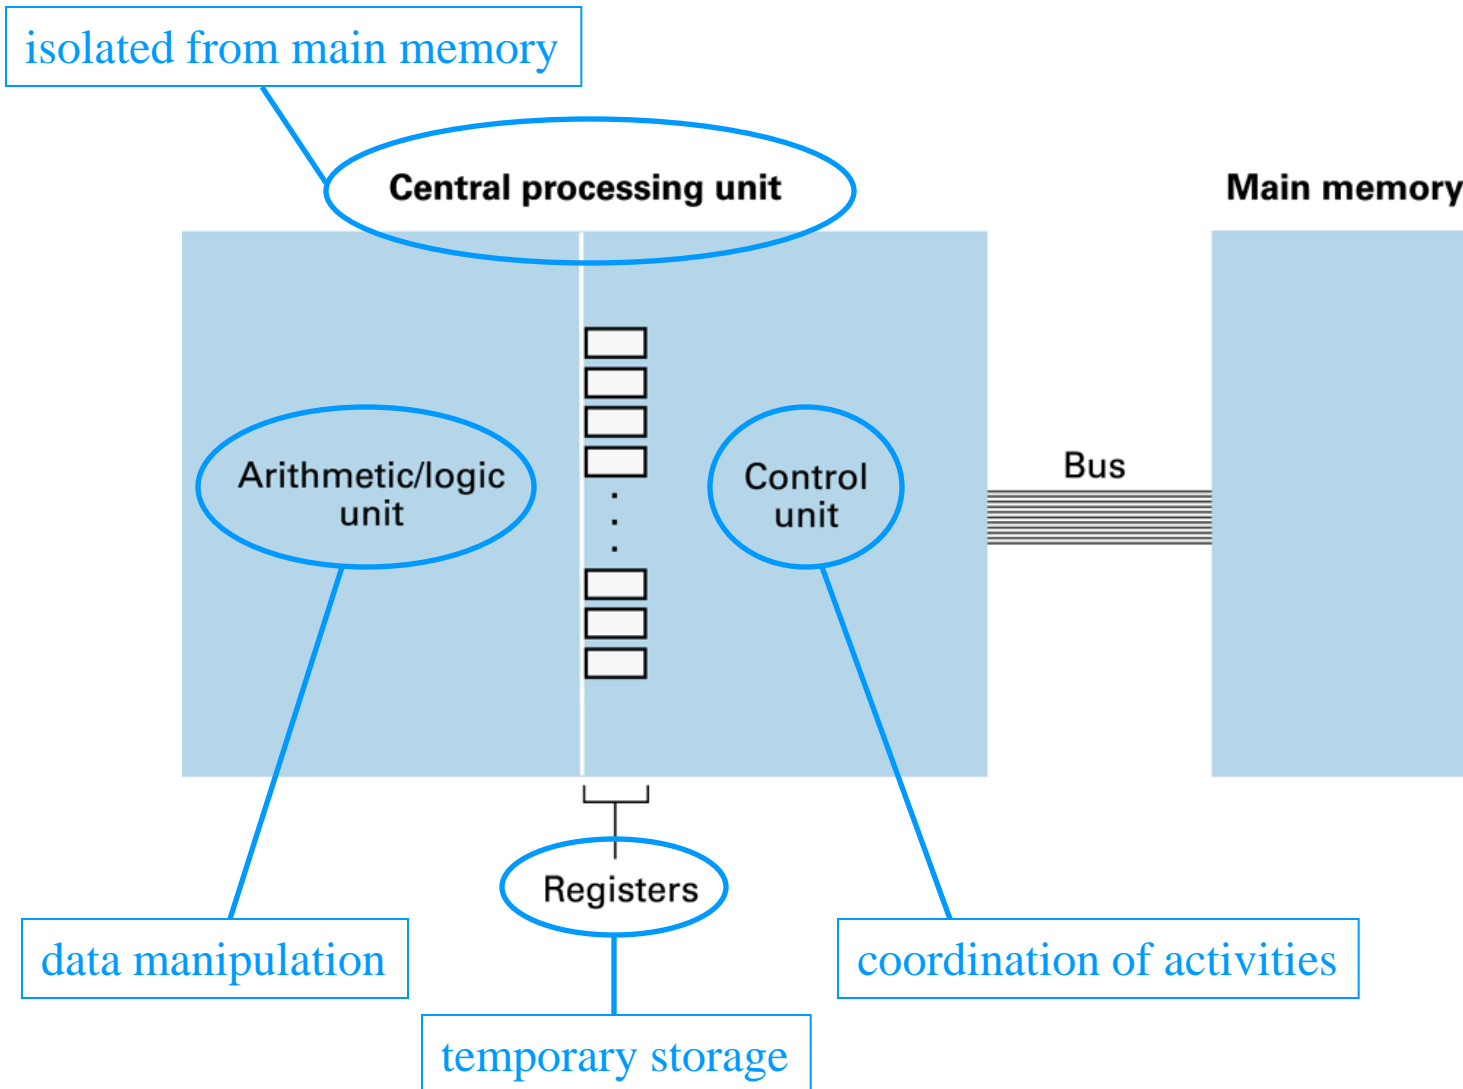 isolated from main memory
Central processing unit
Main memory
Arithmetic/logic
unit
Control
unit
Bus
Registers
data manipulation
coordination of activities
temporary storage